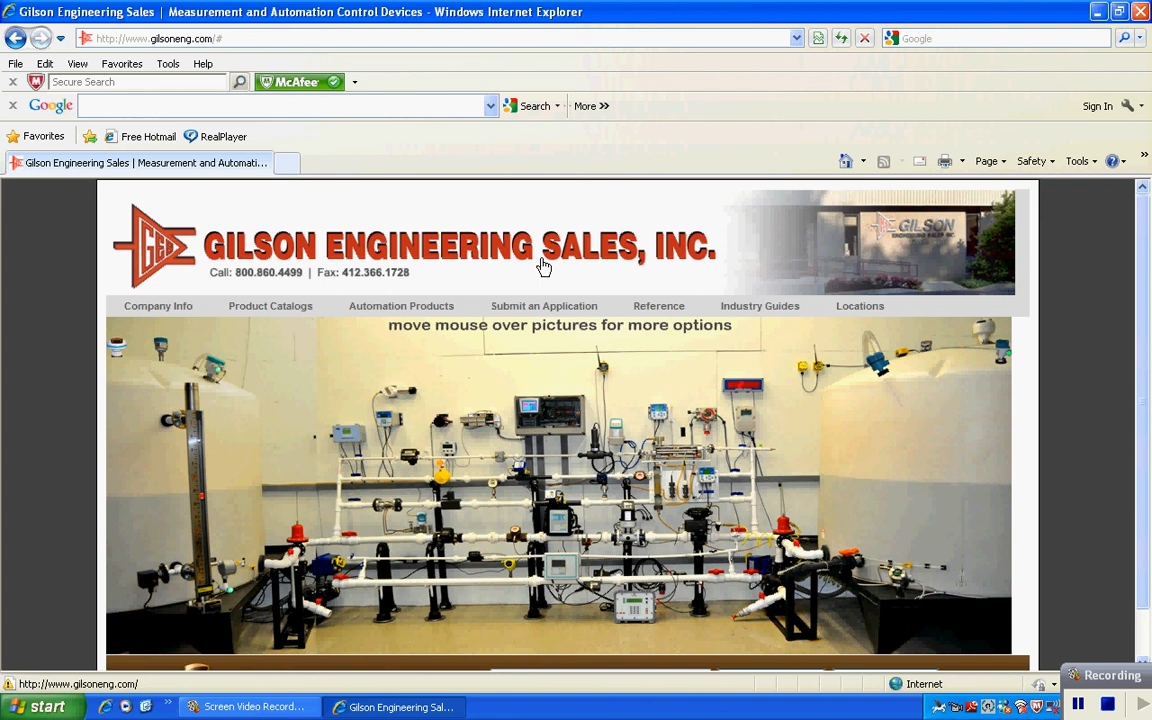 Gilson Engineering Sales | Measurement and Automation Control Devices - Windows Internet Explorer
http://www.gilsoneng.com/#
Google
File Edit View Favorites Tools Help
Secure Search
McAfee
Google
Search
More >>
Sign In
Favorites
Free Hotmail
RealPlayer
Gilson Engineering Sales | Measurement and Automati...
Page
Safety
Tools
GES
GILSON ENGINEERING SALES, INC.
Call: 800.860.4499 | Fax: 412.366.1728
GILSON
Company Info Product Catalogs Automation Products Submit an Application Reference Industry Guides Locations
move mouse over pictures for more options
http://www.gilsoneng.com/
Internet
Recording
start
Screen Video Record...
Gilson Engineering Sal...